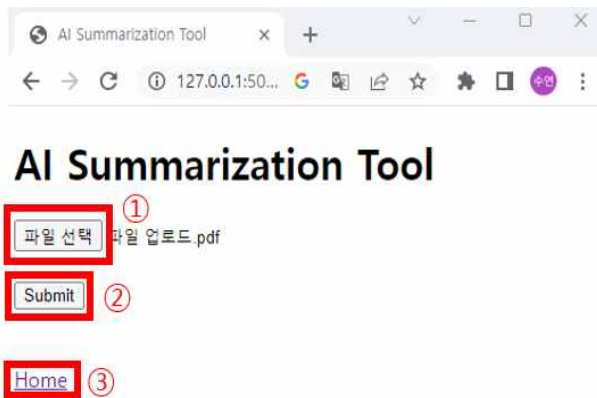 AI Summarization Tool
127.0.0.1:50...
수연
AI Summarization Tool
①
파일 선택 파일 업로드.pdf
Submit ②
Home ③